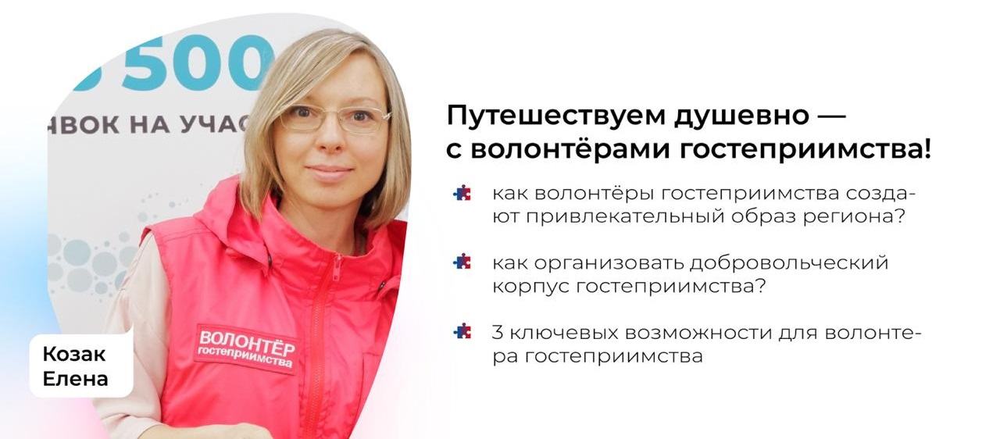 500
НА
Путешествуем душевно —
с волонтёрами гостеприимства!
как волонтёры гостеприимства созда-
ют привлекательный образ региона?
как организовать добровольческий
корпус гостеприимства?
3 ключевых возможности для волонте-
ра гостеприимства
ВОЛОНТЁР
гостеприимства
Козак
Елена